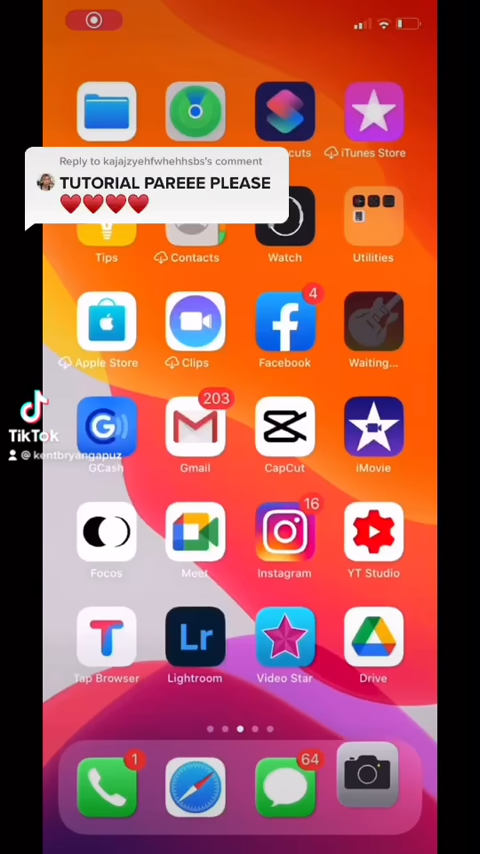 Reply to kajajzyehfwhehhsbs's comment
TUTORIAL PAREEE PLEASE
cuts
iTunes Store
Tips
Contacts
Watch
Utilities
4
Apple Store
Clips
Facebook
Waiting...
203
G
GCash
Gmail
CapCut
iMovie
TikTok
@kentbryangapuz
16
Focos
Meet
Instagram
YT Studio
T
Lr
Tap Browser
Lightroom
Video Star
Drive
1
64